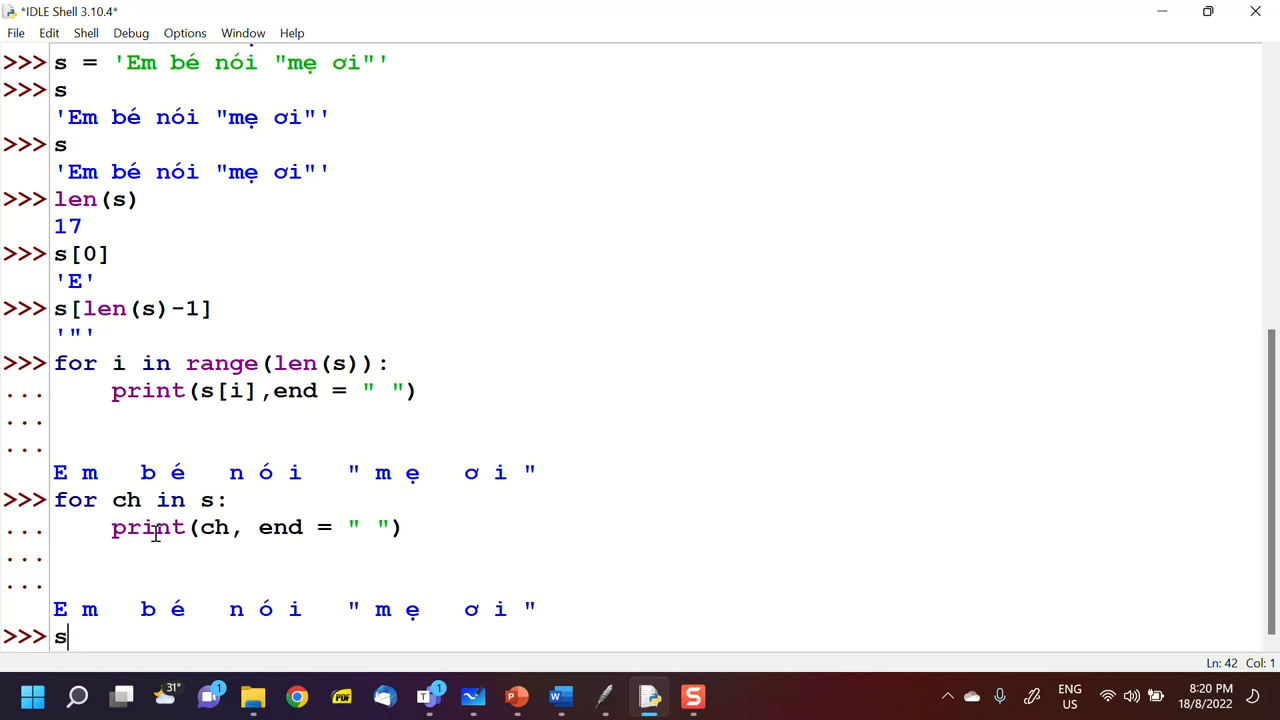 *IDLE Shell 3.10.4*
File Edit Shell Debug Options Window Help
>>> s = 'Em bé nói "mẹ ơi"'
>>> s
'Em bé nói "mẹ ơi"'
>>> s
'Em bé nói "mẹ ơi"'
>>> len(s)
17
>>> s[0]
'E'
>>> s[len(s)-1]
'"'
>>> for i in range(len(s)):
... print(s[i],end = " ")
...
...
E m   b é   n ó i   " m ẹ   ơ i "
>>> for ch in s:
... print(ch, end = " ")
...
...
E m   b é   n ó i   " m ẹ   ơ i "
>>> s
Ln: 42 Col: 1
31° 1 PDF 1 ENG US 8:20 PM 18/8/2022